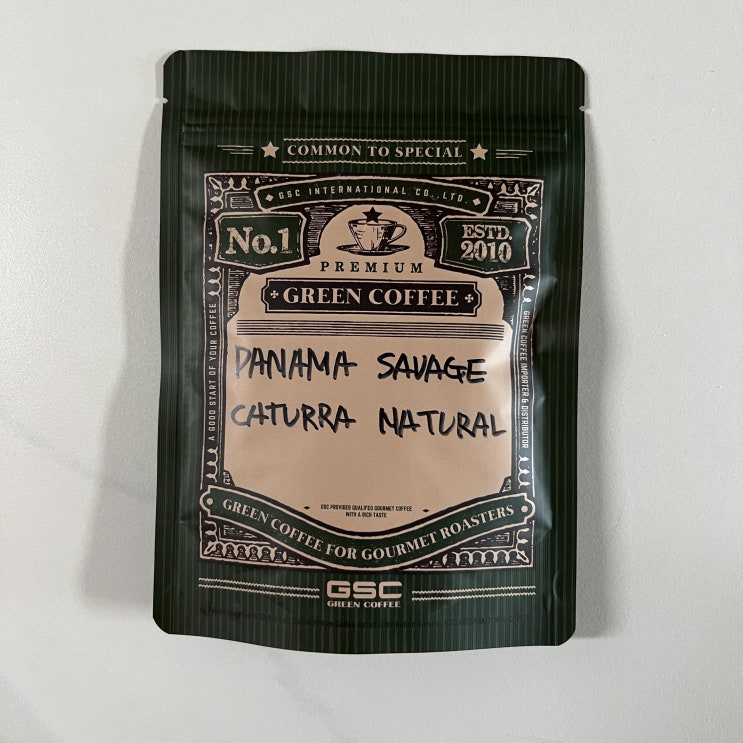 COMMON TO SPECIAL
GSC INTERNATIONAL CO.,LTD.
No.1
ESTD.
2010
PREMIUM
GREEN COFFEE
PANAMA SAVAGE
CATURRA NATURAL
A GOOD START OF YOUR COFFEE
GREEN COFFEE IMPORTER & DISTRIBUTOR
GSC PROVIDES QUALIFED GOURMET COFFEE
WITH A RICH TASTE
GREEN COFFEE FOR GOURMET ROASTERS
GSC
GREEN COFFEE